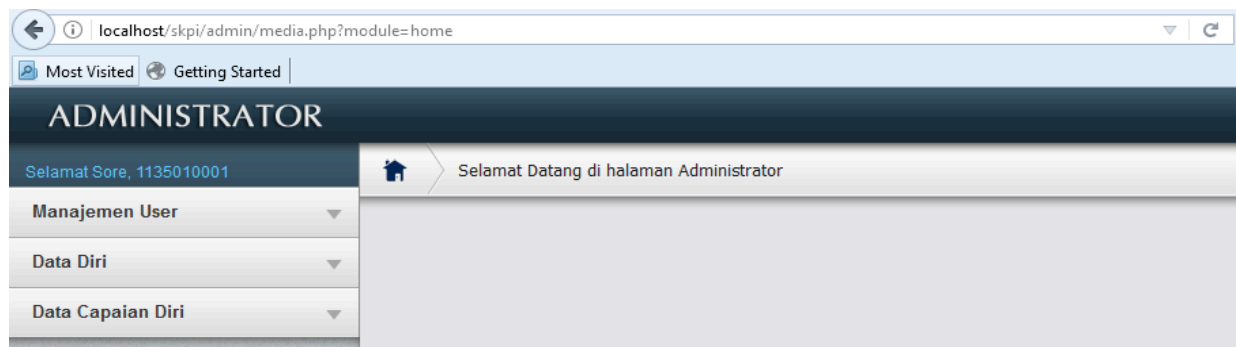 localhost/skpi/admin/media.php?module=home
Most Visited Getting Started
ADMINISTRATOR
Selamat Sore, 1135010001
Selamat Datang di halaman Administrator
Manajemen User
Data Diri
Data Capaian Diri